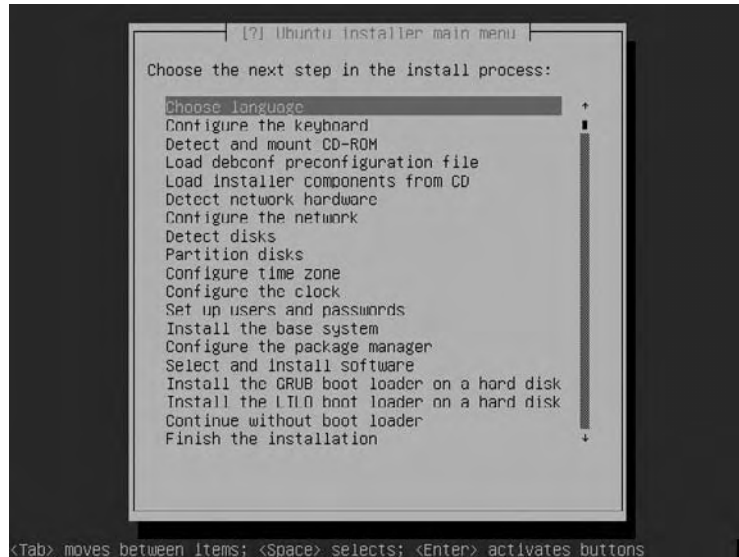 [?] Ubuntu installer main menu
Choose the next step in the install process:
Choose language
Configure the keyboard
Detect and mount CD-ROM
Load debconf preconfiguration file
Load installer components from CD
Detect network hardware
Configure the network
Detect disks
Partition disks
Configure time zone
Configure the clock
Set up users and passwords
Install the base system
Configure the package manager
Select and install software
Install the GRUB boot loader on a hard disk
Install the LILO boot loader on a hard disk
Continue without boot loader
Finish the installation
<Tab> moves between items; <Space> selects; <Enter> activates buttons